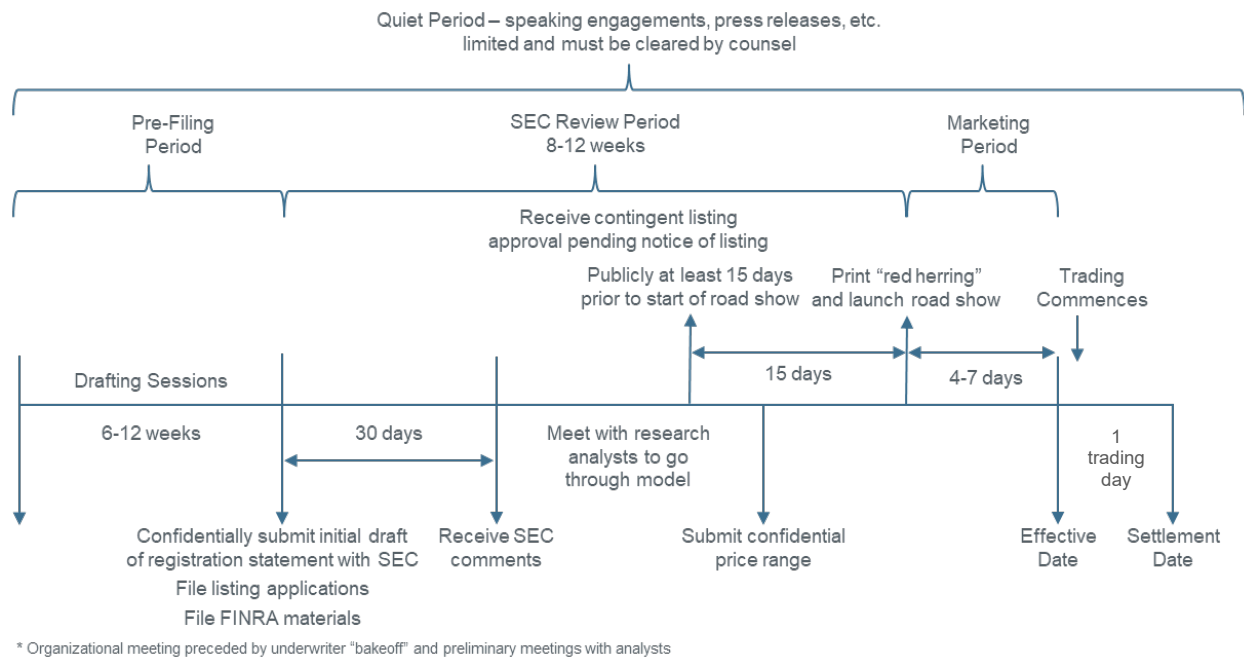 Quiet Period – speaking engagements, press releases, etc.
limited and must be cleared by counsel
Pre-Filing
Period
SEC Review Period
8-12 weeks
Marketing
Period
Receive contingent listing
approval pending notice of listing
Publicly at least 15 days
prior to start of road show
Print “red herring”
and launch road show
Trading
Commences
Drafting Sessions
15 days
4-7 days
6-12 weeks
30 days
Meet with research
analysts to go
through model
1
trading
day
Confidentially submit initial draft
of registration statement with SEC
File listing applications
File FINRA materials
Receive SEC
comments
Submit confidential
price range
Effective
Date
Settlement
Date
* Organizational meeting preceded by underwriter “bakeoff” and preliminary meetings with analysts